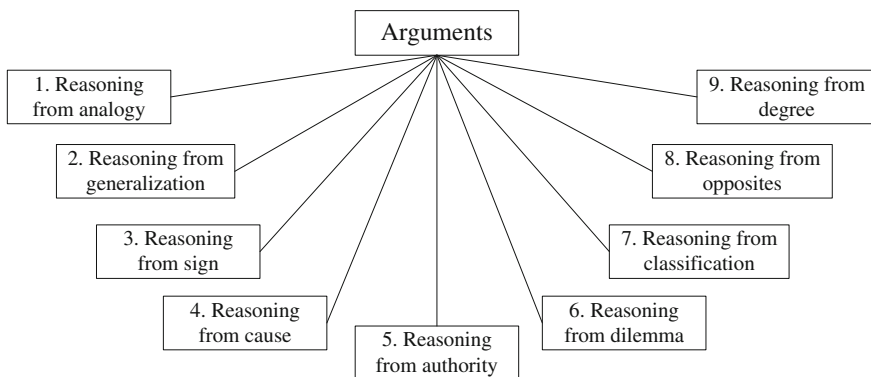 Arguments
1. Reasoning
from analogy
2. Reasoning from
generalization
3. Reasoning
from sign
4. Reasoning
from cause
5. Reasoning
from authority
6. Reasoning
from dilemma
7. Reasoning from
classification
8. Reasoning from
opposites
9. Reasoning from
degree